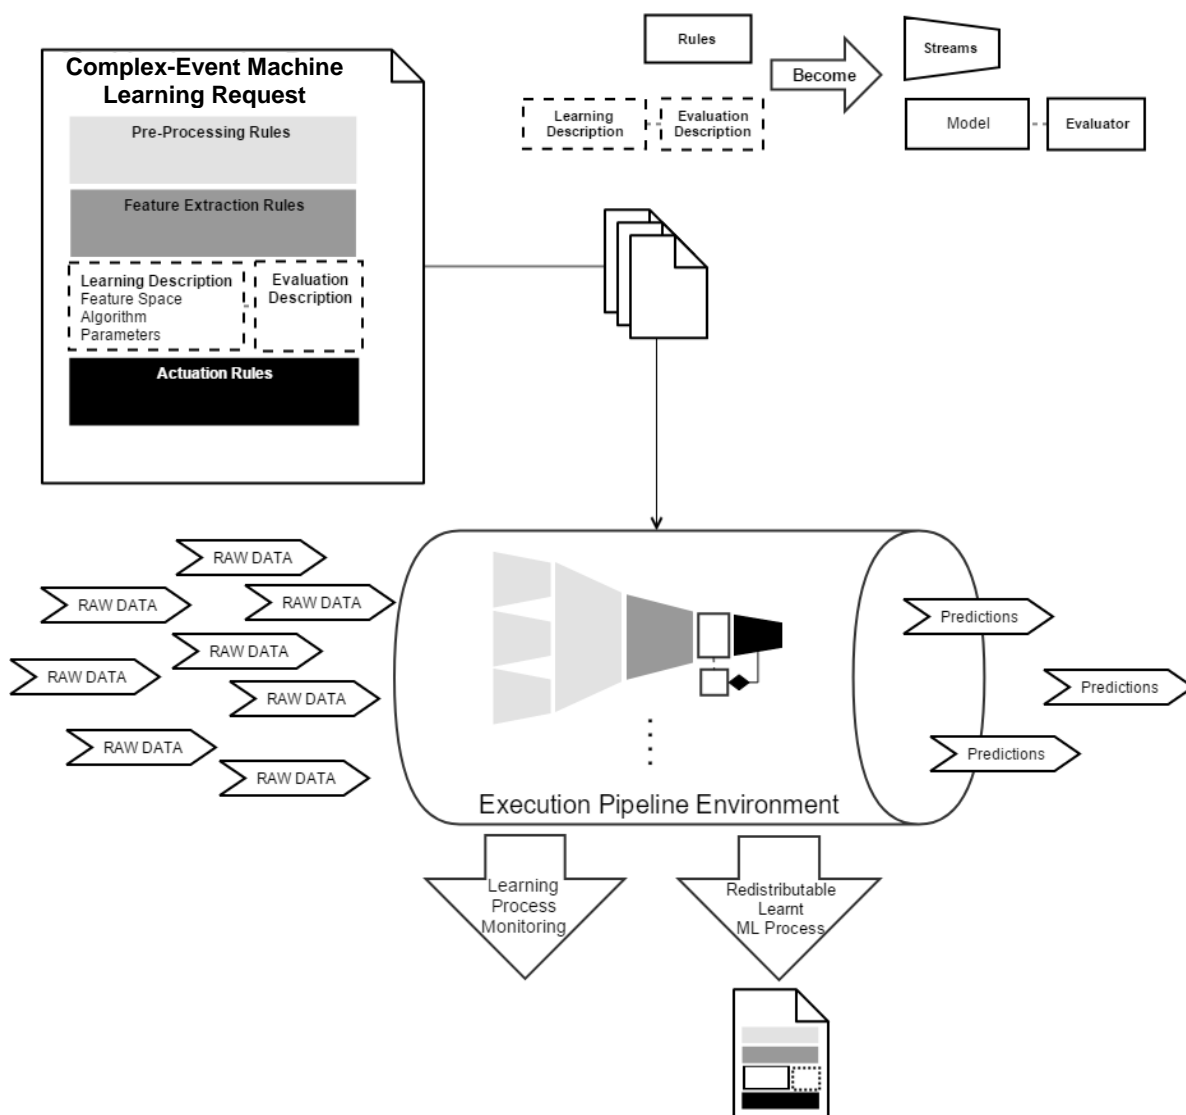 Complex-Event Machine
Learning Request
Pre-Processing Rules
Feature Extraction Rules
Learning Description
Feature Space
Algorithm
Parameters
Evaluation
Description
Actuation Rules
Rules
Learning
Description
Evaluation
Description
Become
Streams
Model
Evaluator
RAW DATA
RAW DATA
RAW DATA
RAW DATA
RAW DATA
RAW DATA
RAW DATA
RAW DATA
Execution Pipeline Environment
Predictions
Predictions
Predictions
Learning
Process
Monitoring
Redistributable
Learnt
ML Process